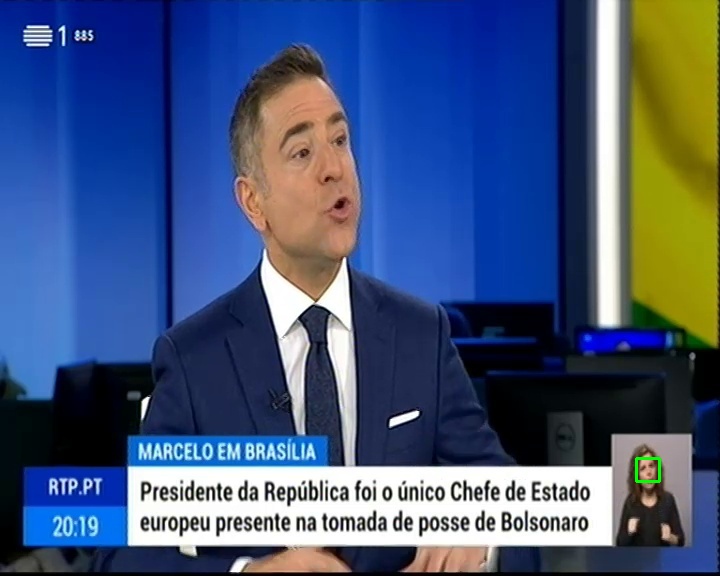 1 885
MARCELO EM BRASÍLIA
RTP.PT
Presidente da República foi o único Chefe de Estado
20:19
europeu presente na tomada de posse de Bolsonaro
DELL